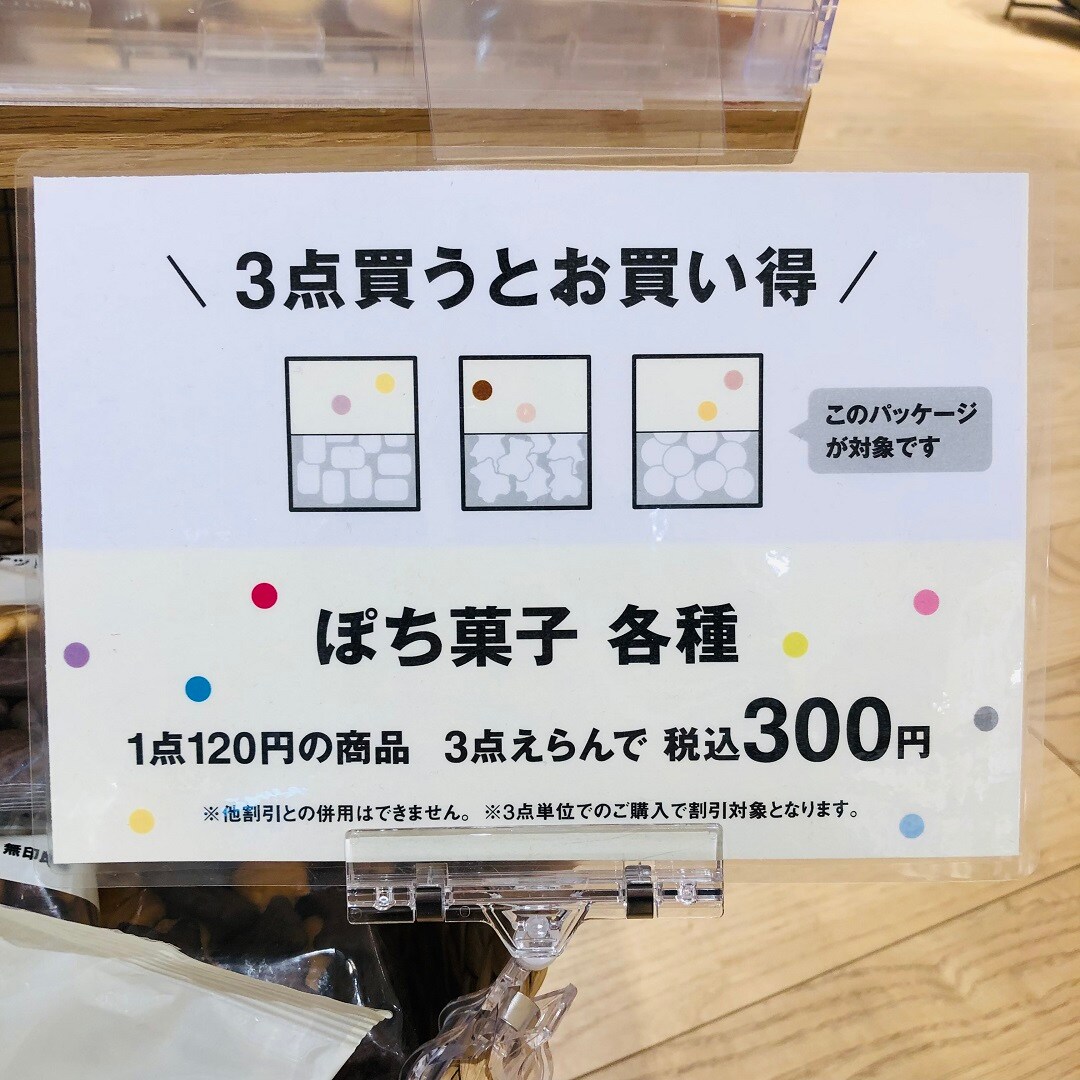 \ 3点買うとお買い得 /
このパッケージ
が対象です
ぽち菓子 各種
1点120円の商品 3点えらんで 税込300円
※他割引との併用はできません。 ※3点単位でのご購入で割引対象となります。
無印